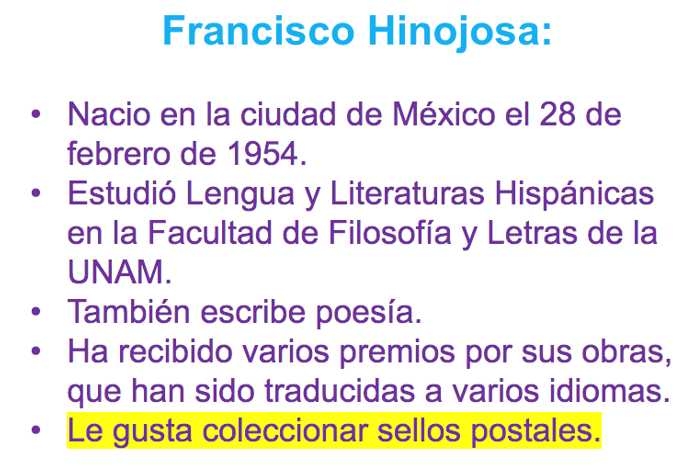 Francisco Hinojosa:
• Nacio en la ciudad de México el 28 de
febrero de 1954.
• Estudió Lengua y Literaturas Hispánicas
en la Facultad de Filosofía y Letras de la
UNAM.
• También escribe poesía.
• Ha recibido varios premios por sus obras,
que han sido traducidas a varios idiomas.
• Le gusta coleccionar sellos postales.